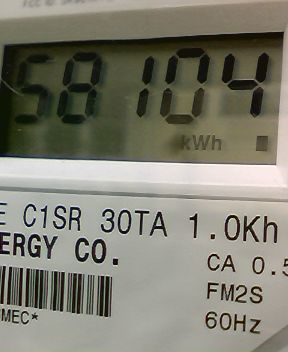 58104
kWh
E C1SR 30TA 1.0Kh
ERGY CO.
CA 0.5
FM2S
MEC*
60Hz